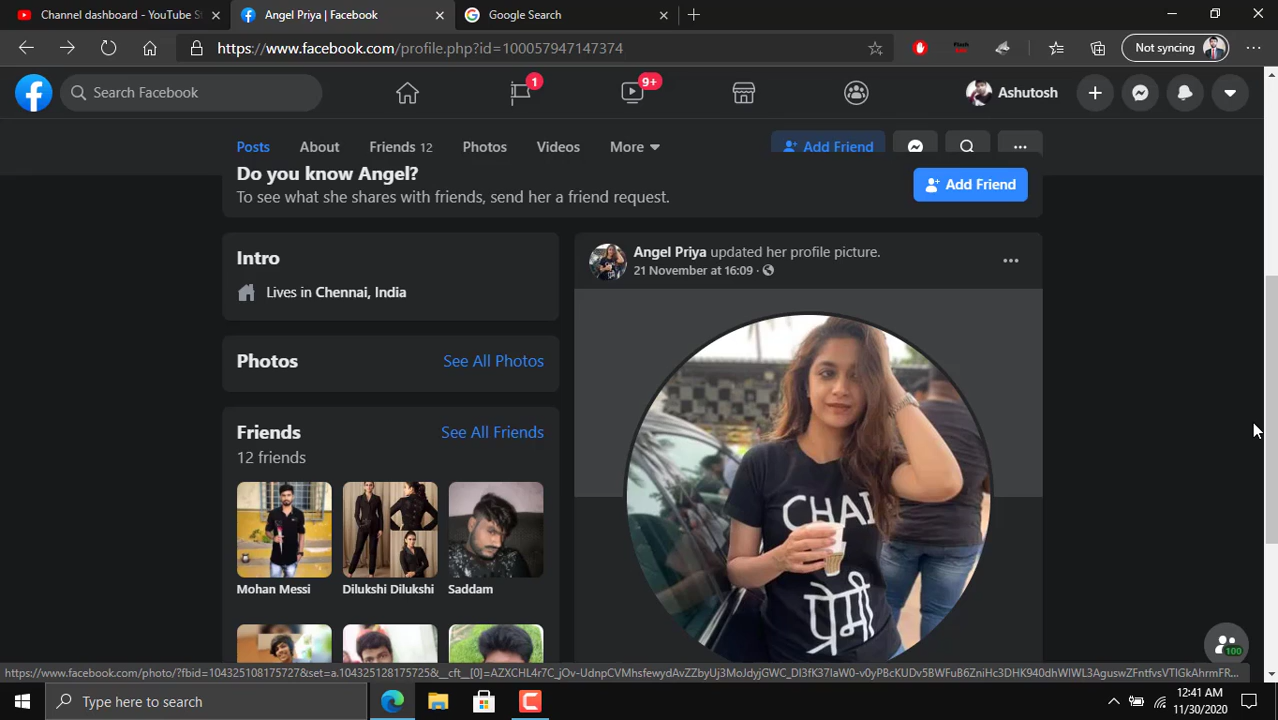 Channel dashboard - YouTube St
Angel Priya | Facebook
Google Search
https://www.facebook.com/profile.php?id=100057947147374
Not syncing
Search Facebook
1
9+
Ashutosh
Posts
About
Friends 12
Photos
Videos
More
Add Friend
Do you know Angel?
To see what she shares with friends, send her a friend request.
Add Friend
Intro
Lives in Chennai, India
Photos
See All Photos
Friends
See All Friends
12 friends
Mohan Messi
Dilukshi Dilukshi
Saddam
Angel Priya updated her profile picture.
21 November at 16:09
CHAI
प्रेमी
100
Type here to search
12:41 AM
11/30/2020